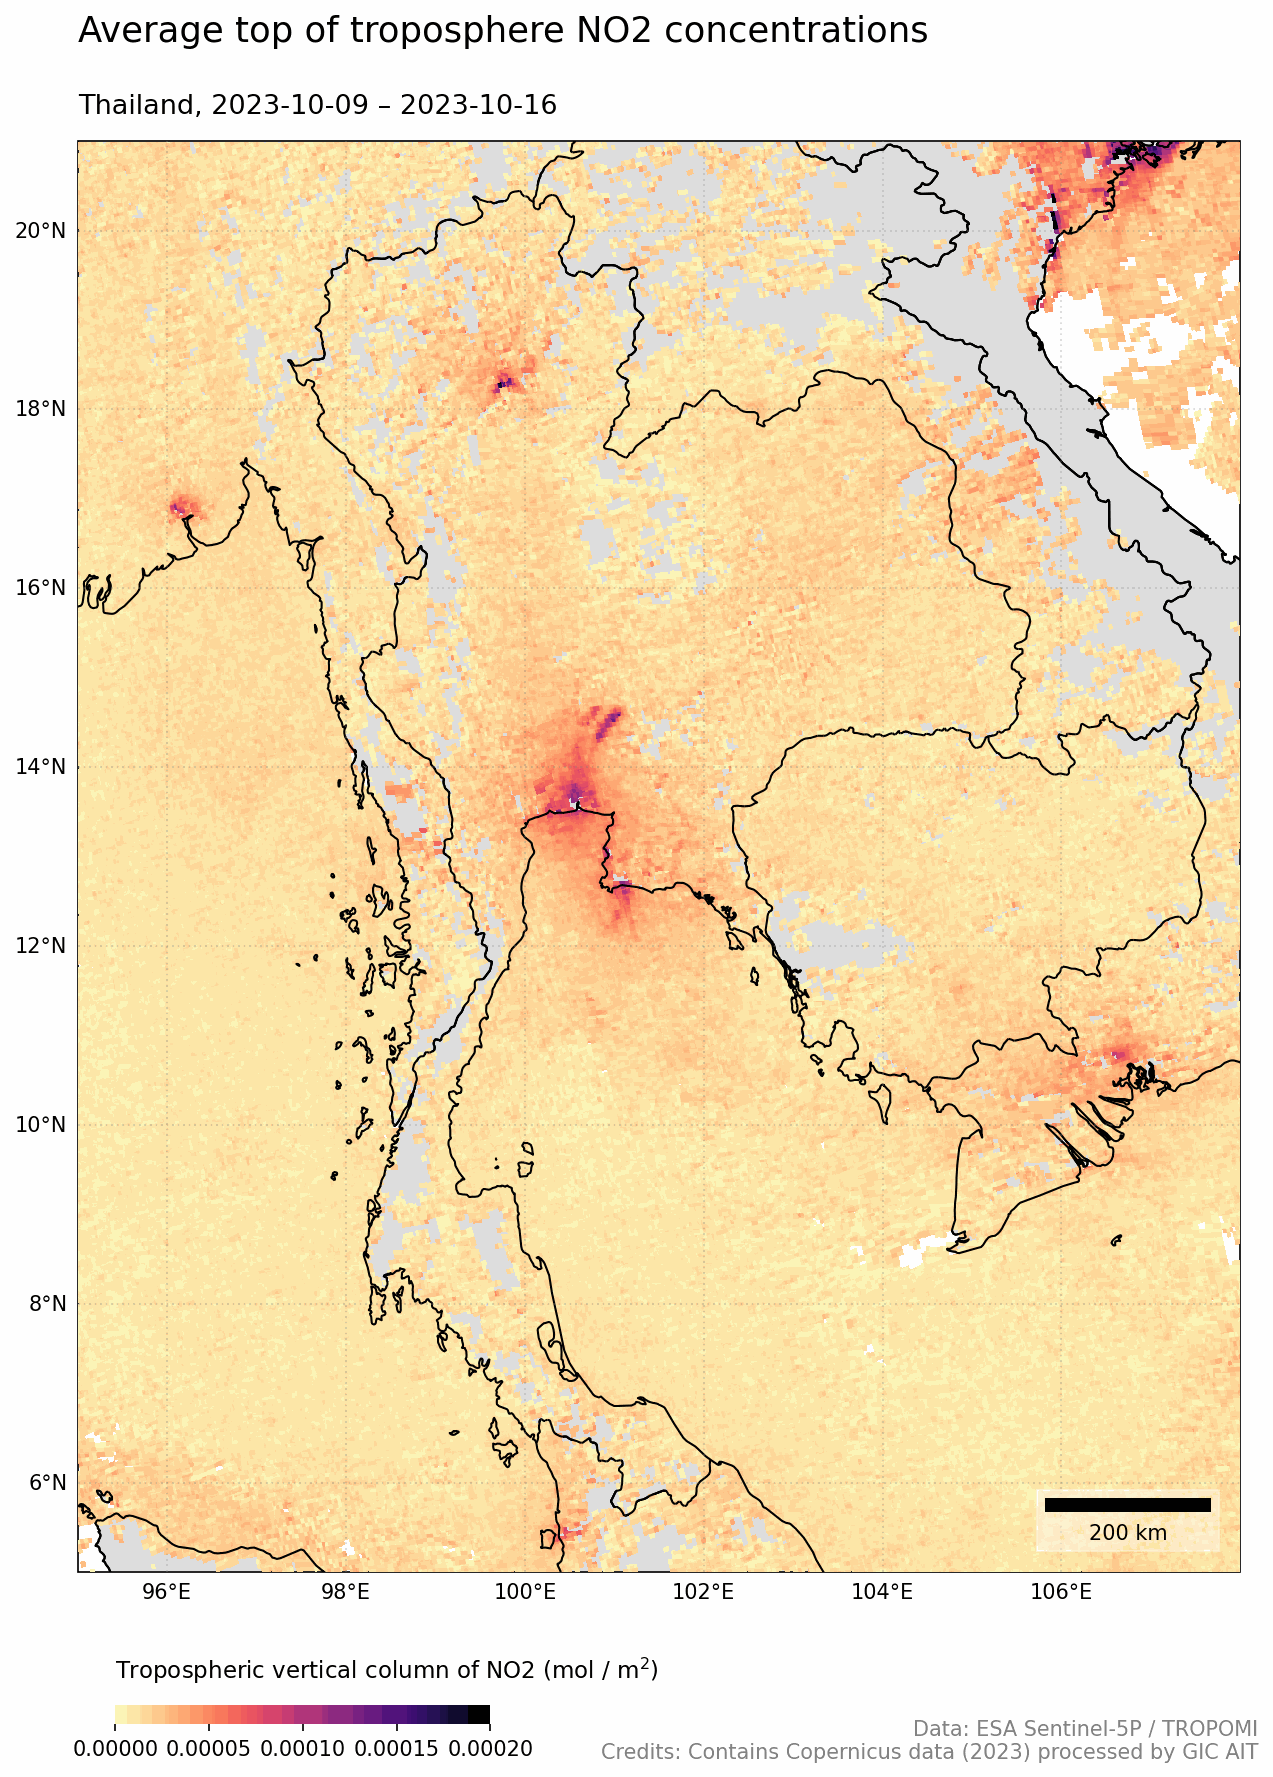 Average top of troposphere NO2 concentrations
Thailand, 2023-10-09 – 2023-10-16
20°N
18°N
16°N
14°N
12°N
10°N
8°N
6°N
200 km
96°E 98°E 100°E 102°E 104°E 106°E
Tropospheric vertical column of NO2 (mol / m²)
0.00000 0.00005 0.00010 0.00015 0.00020
Data: ESA Sentinel-5P / TROPOMI
Credits: Contains Copernicus data (2023) processed by GIC AIT